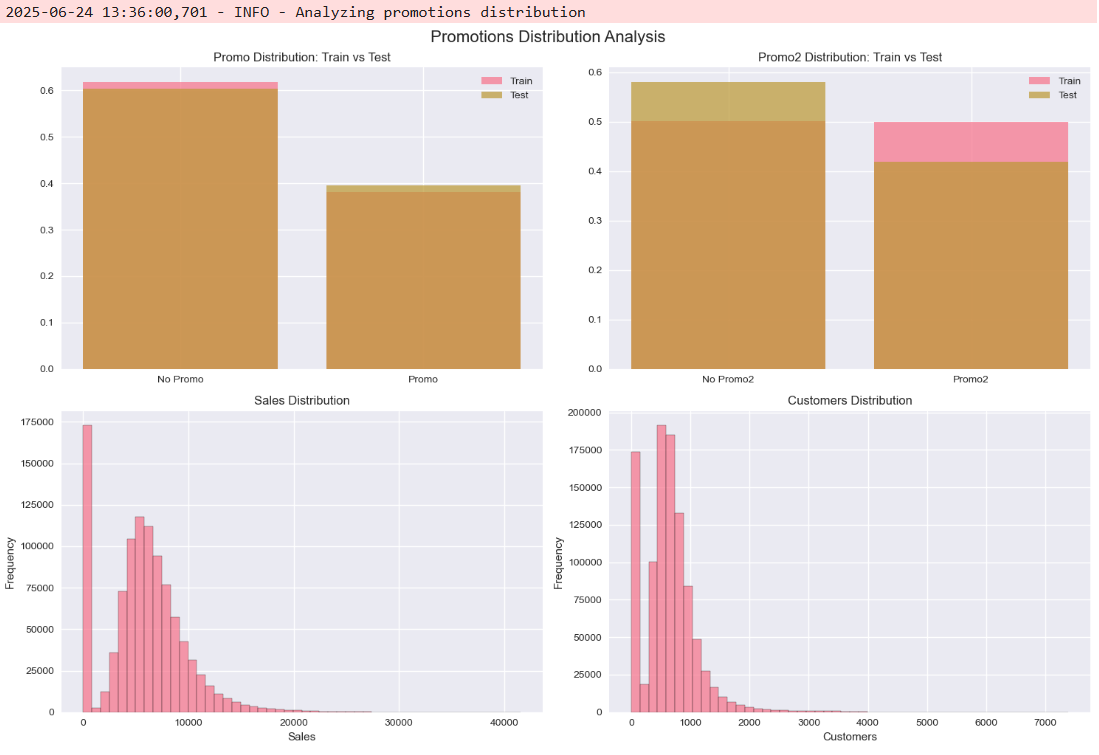 2025-06-24 13:36:00,701 - INFO - Analyzing promotions distribution
Promotions Distribution Analysis
Promo Distribution: Train vs Test
Train
Test
0.6
0.5
0.4
0.3
0.2
0.1
0.0
No Promo
Promo
Promo2 Distribution: Train vs Test
Train
Test
0.6
0.5
0.4
0.3
0.2
0.1
0.0
No Promo2
Promo2
Sales Distribution
Frequency
175000
150000
125000
100000
75000
50000
25000
0
0 10000 20000 30000 40000
Sales
Customers Distribution
Frequency
200000
175000
150000
125000
100000
75000
50000
25000
0
0 1000 2000 3000 4000 5000 6000 7000
Customers